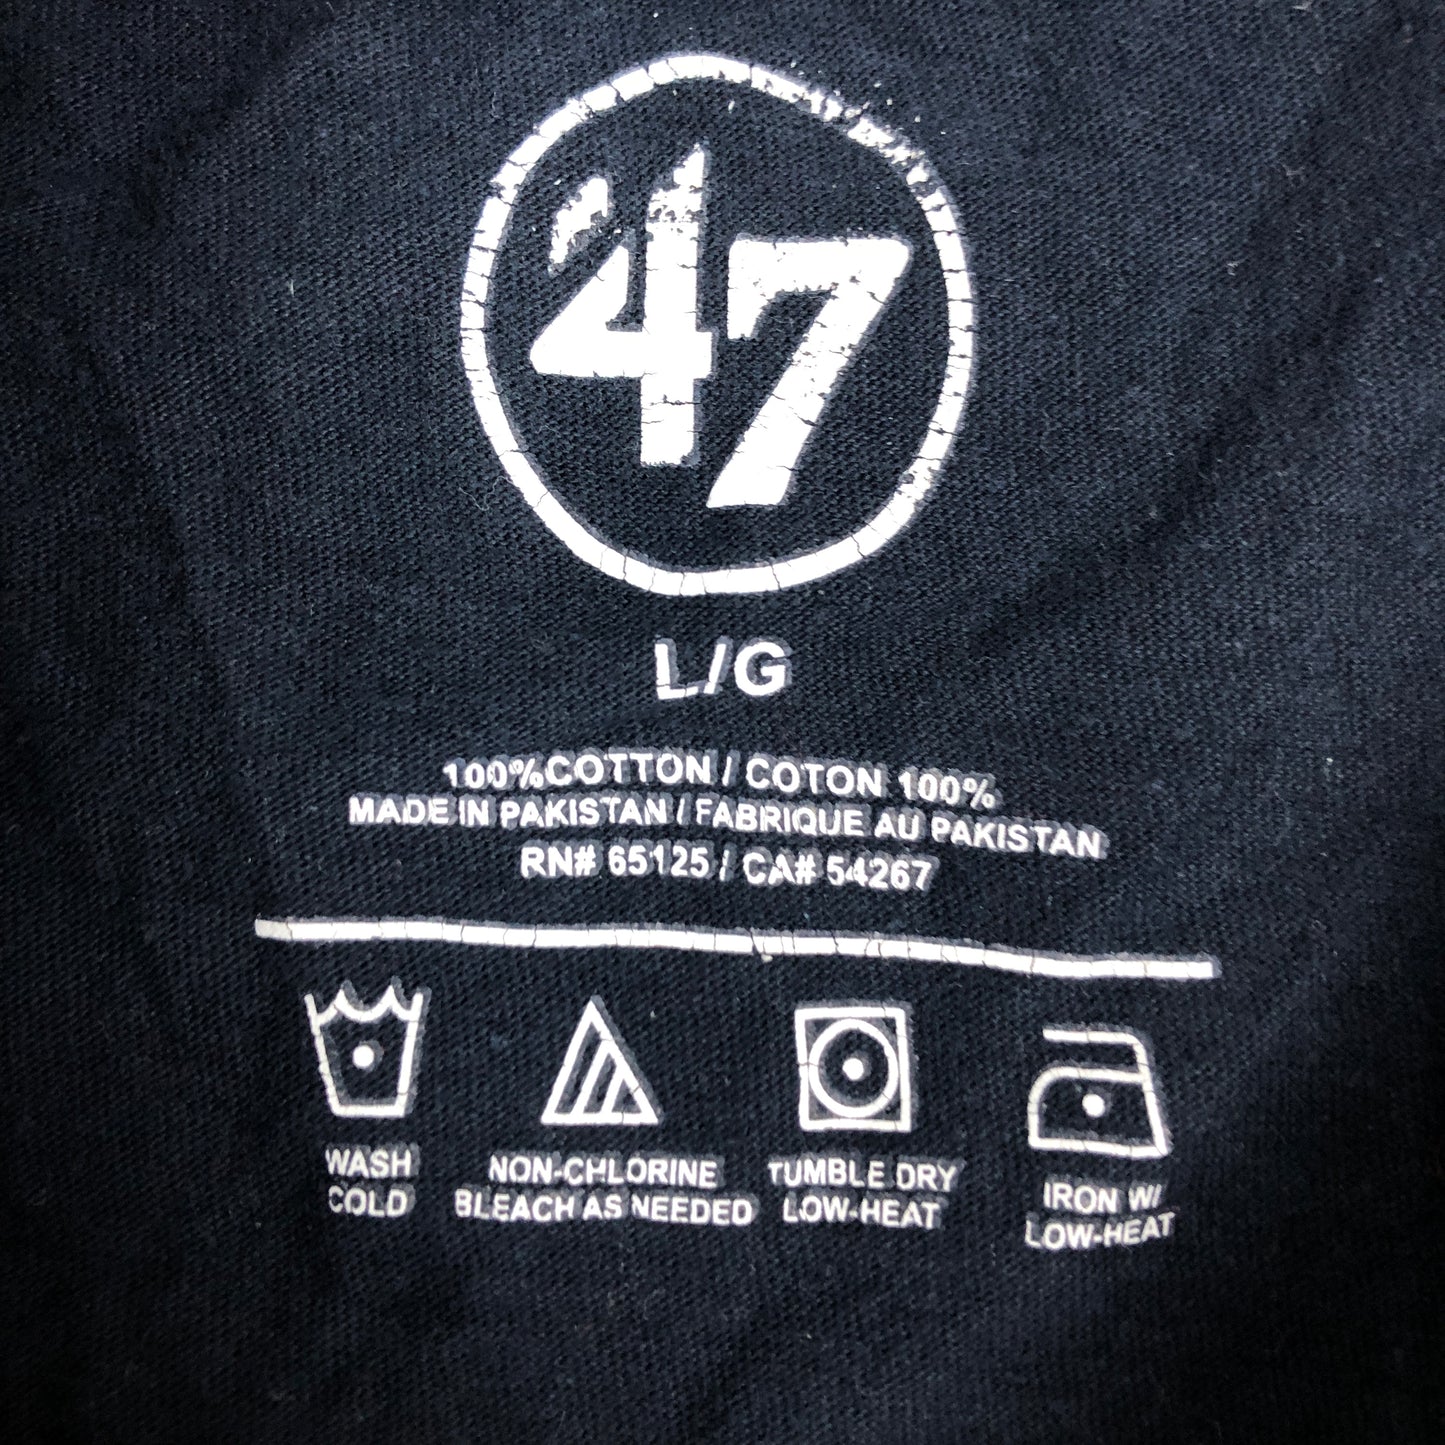 '47
L/G
100%COTTON / COTON 100%
MADE IN PAKISTAN / FABRIQUE AU PAKISTAN
RN# 65125 / CA# 54267
WASH
COLD
NON-CHLORINE
BLEACH AS NEEDED
TUMBLE DRY
LOW-HEAT
IRON W/
LOW-HEAT